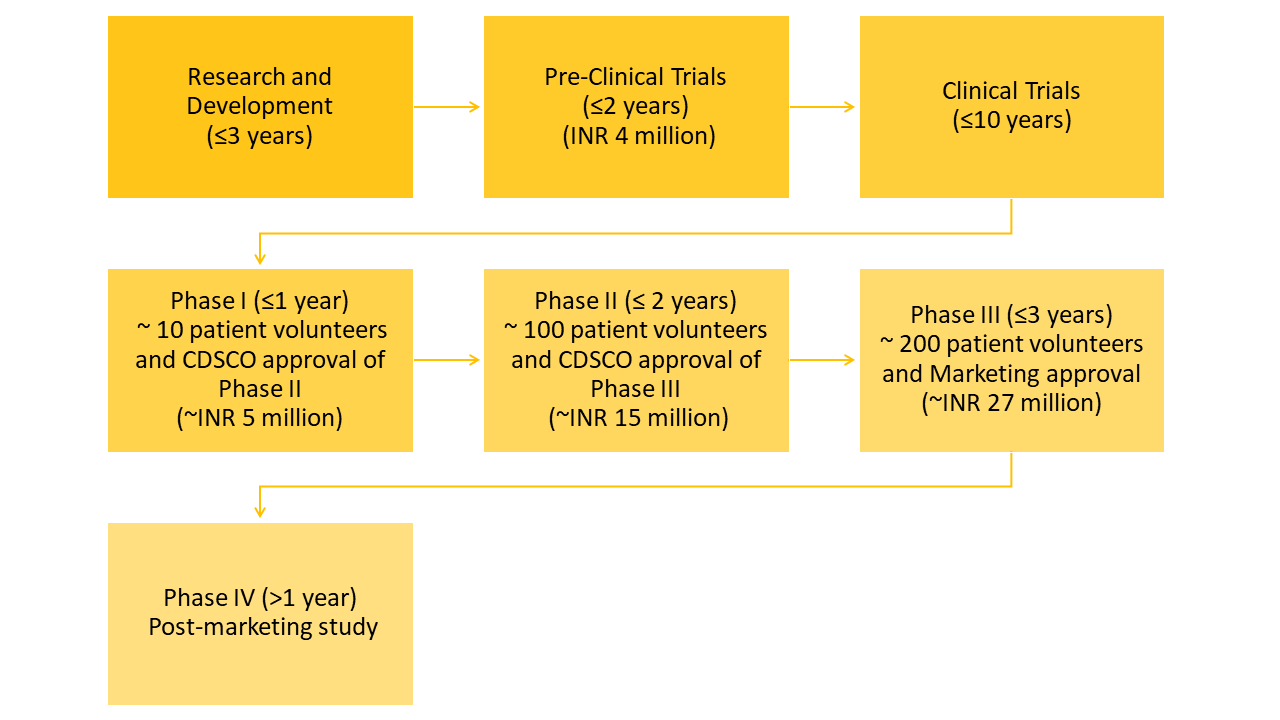 Research and
Development
(≤3 years)
Pre-Clinical Trials
(≤2 years)
(INR 4 million)
Clinical Trials
(≤10 years)
Phase I (≤1 year)
~ 10 patient volunteers
and CDSCO approval of
Phase II
(~INR 5 million)
Phase II (≤ 2 years)
~ 100 patient volunteers
and CDSCO approval of
Phase III
(~INR 15 million)
Phase III (≤3 years)
~ 200 patient volunteers
and Marketing approval
(~INR 27 million)
Phase IV (>1 year)
Post-marketing study